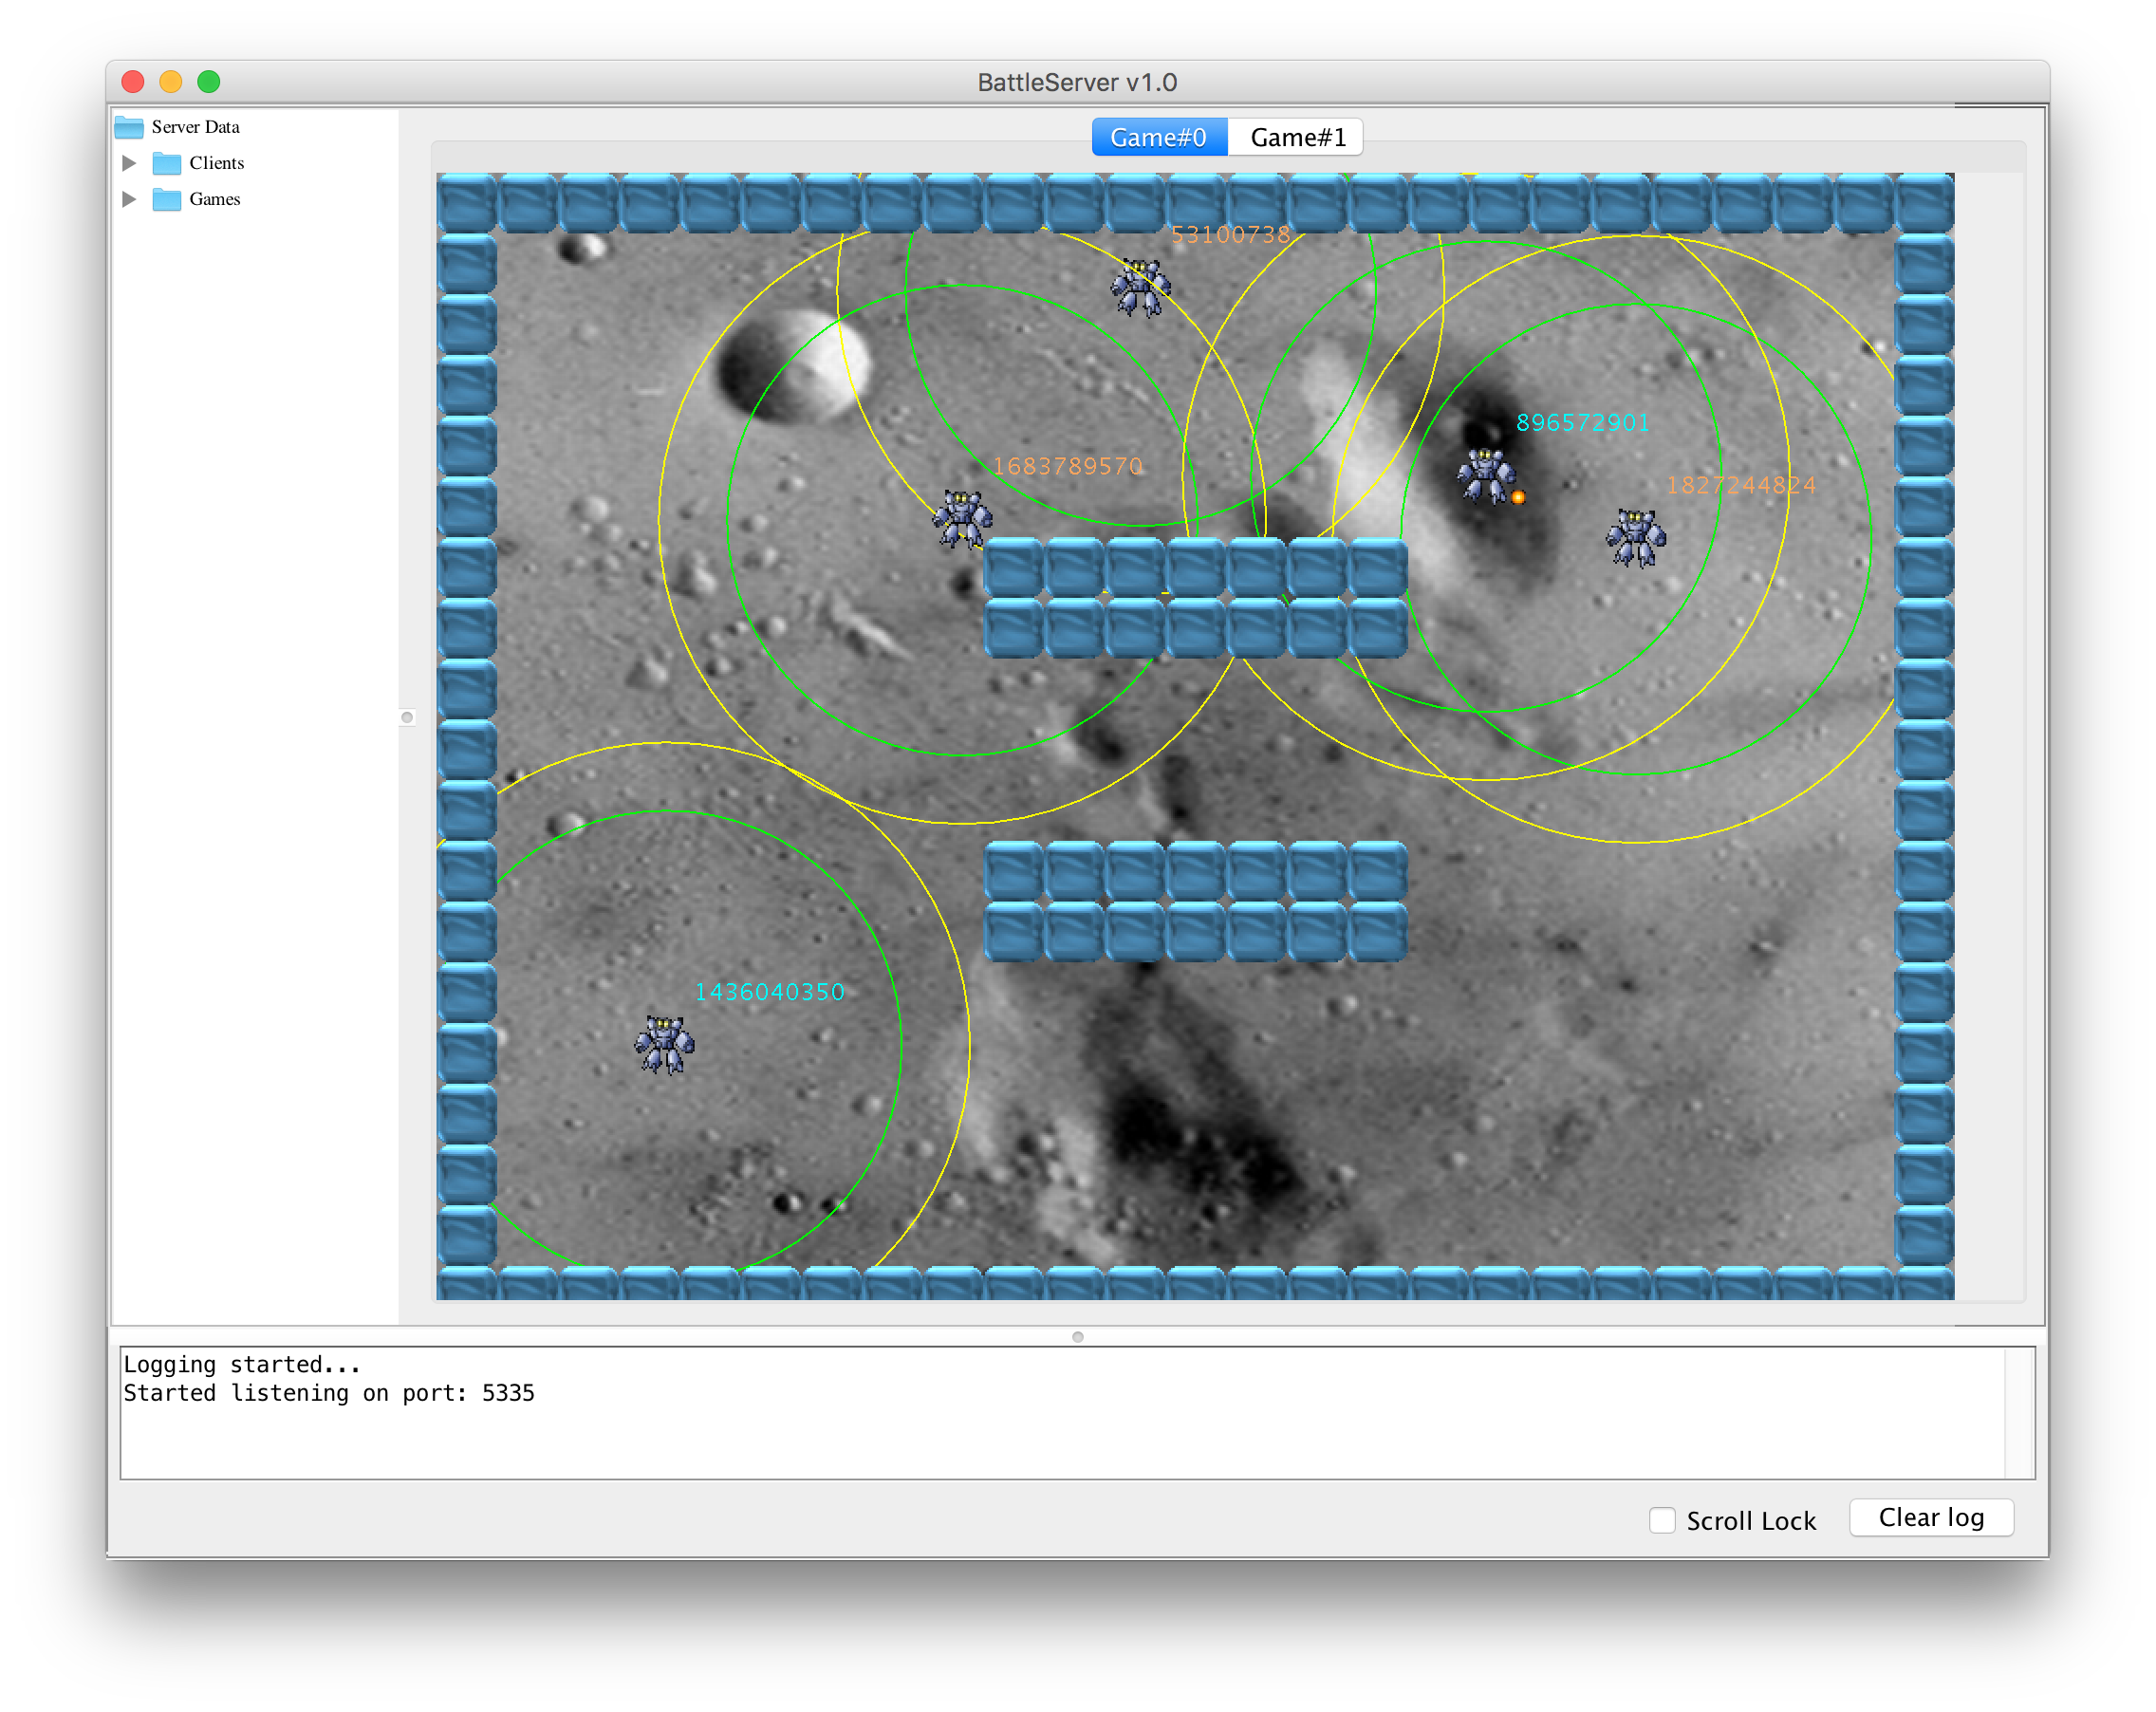 BattleServer v1.0
Server Data
Clients
Games
Game#0 Game#1
53100738
896572901
1683789570
1827244824
1436040350
Logging started...
Started listening on port: 5335
Scroll Lock Clear log